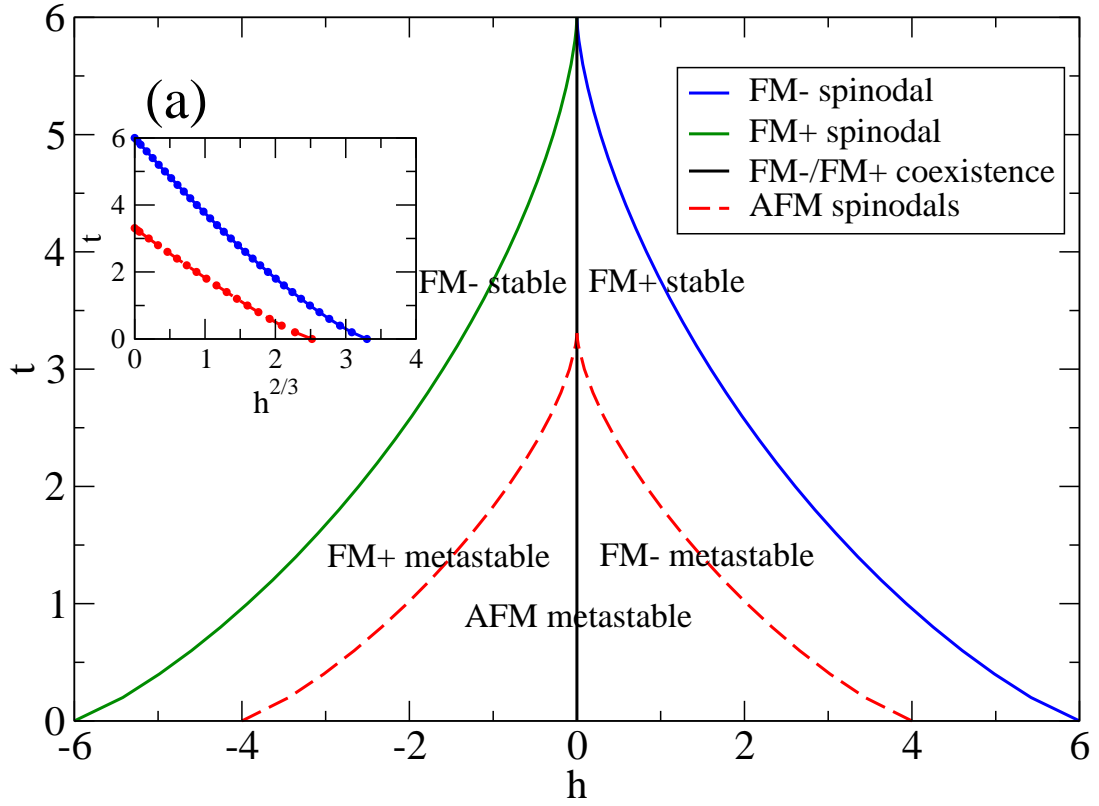 6
5
4
3
2
1
0
t
-6
-4
-2
0
2
4
6
h
(a)
6
4
2
0
t
0
1
2
3
4
h^{2/3}
FM- spinodal
FM+ spinodal
FM-/FM+ coexistence
AFM spinodals
FM- stable
FM+ stable
FM+ metastable
FM- metastable
AFM metastable